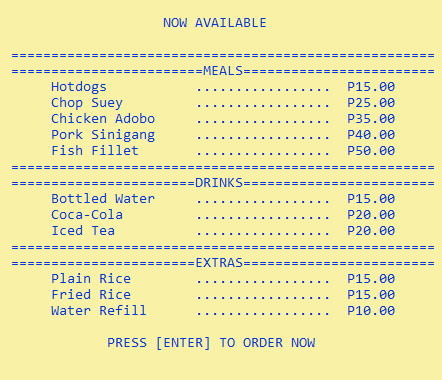 NOW AVAILABLE
=====================================================
========================MEALS========================
Hotdogs ................. P15.00
Chop Suey ................. P25.00
Chicken Adobo ................. P35.00
Pork Sinigang ................. P40.00
Fish Fillet ................. P50.00
=====================================================
=======================DRINKS========================
Bottled Water ................. P15.00
Coca-Cola ................. P20.00
Iced Tea ................. P20.00
=====================================================
=======================EXTRAS========================
Plain Rice ................. P15.00
Fried Rice ................. P15.00
Water Refill ................. P10.00
PRESS [ENTER] TO ORDER NOW